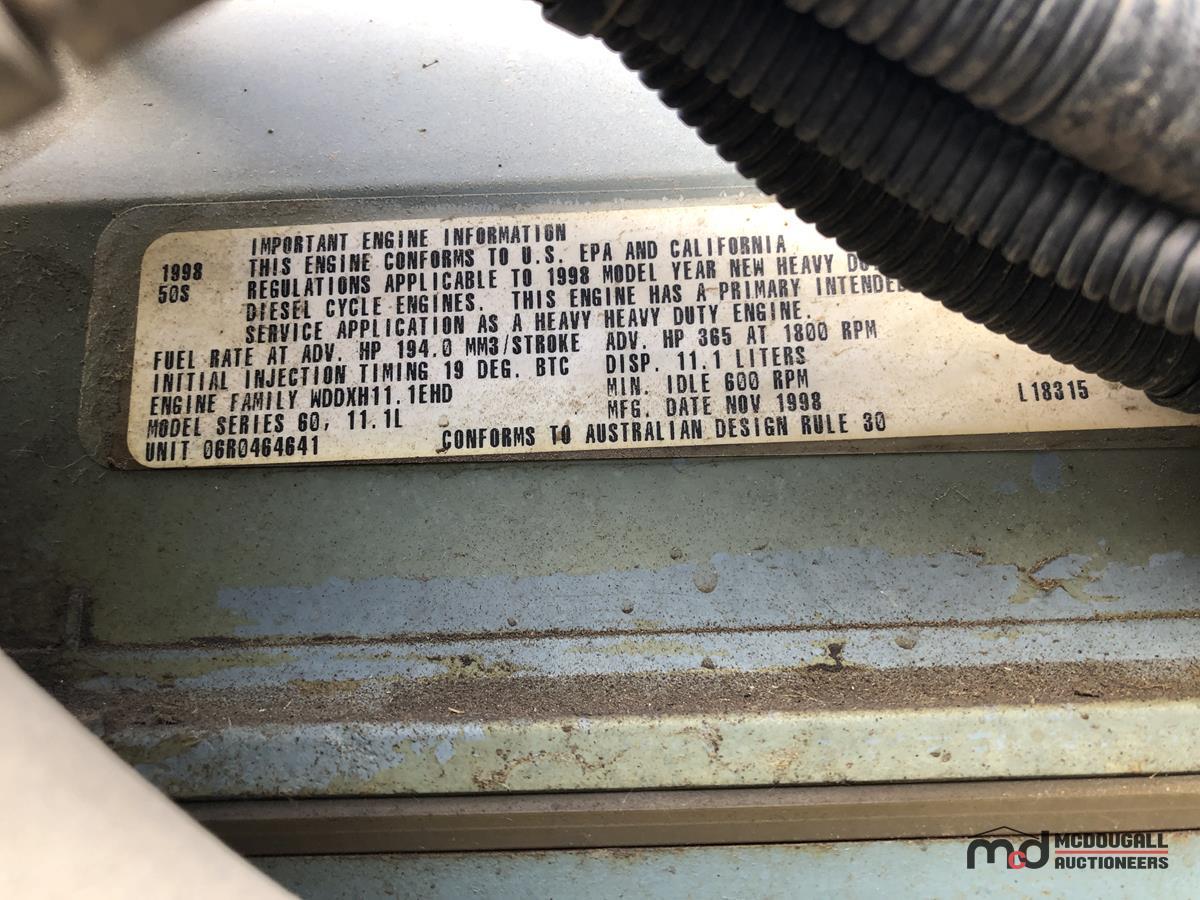 1998
50S
IMPORTANT ENGINE INFORMATION
THIS ENGINE CONFORMS TO U.S. EPA AND CALIFORNIA
REGULATIONS APPLICABLE TO 1998 MODEL YEAR NEW HEAVY
DIESEL CYCLE ENGINES. THIS ENGINE HAS A PRIMARY INTENDED
SERVICE APPLICATION AS A HEAVY HEAVY DUTY ENGINE.
FUEL RATE AT ADV. HP 194.0 MM3/STROKE ADV. HP 365 AT 1800 RPM
INITIAL INJECTION TIMING 19 DEG. BTC DISP. 11.1 LITERS
ENGINE FAMILY WDDXH11.1EHD MIN. IDLE 600 RPM
MODEL SERIES 60, 11.1L MFG. DATE NOV 1998
L18315
UNIT 06R0464641 CONFORMS TO AUSTRALIAN DESIGN RULE 30
mcd MCDOUGALL
AUCTIONEERS